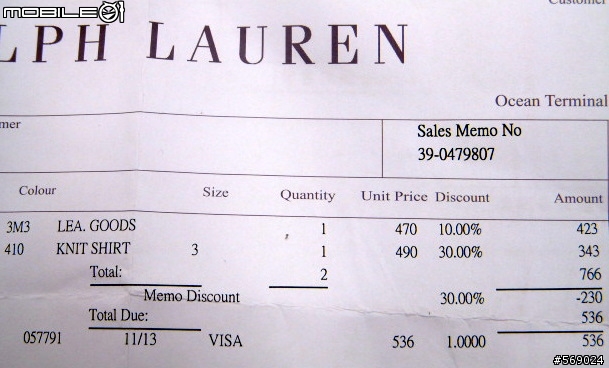 MOBILE01
Customer
LPH LAUREN
Ocean Terminal
mer
Sales Memo No
39-0479807
Colour Size Quantity Unit Price Discount Amount
3M3 LEA. GOODS 1 470 10.00% 423
410 KNIT SHIRT 3 1 490 30.00% 343
Total: 2 766
Memo Discount 30.00% -230
Total Due: 536
057791 11/13 VISA 536 1.0000 536
#569024